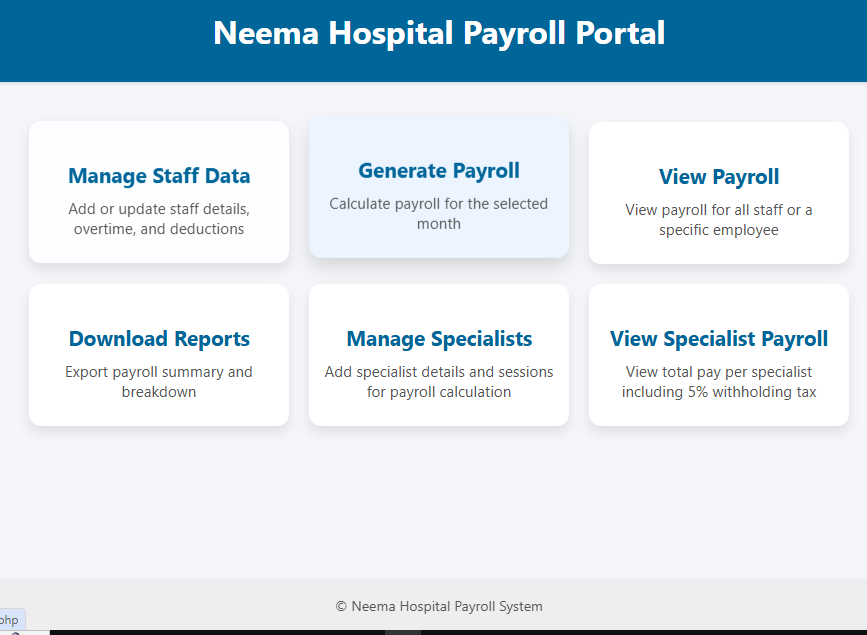 Neema Hospital Payroll Portal
Manage Staff Data
Add or update staff details,
overtime, and deductions
Generate Payroll
Calculate payroll for the selected
month
View Payroll
View payroll for all staff or a
specific employee
Download Reports
Export payroll summary and
breakdown
Manage Specialists
Add specialist details and sessions
for payroll calculation
View Specialist Payroll
View total pay per specialist
including 5% withholding tax
© Neema Hospital Payroll System
php